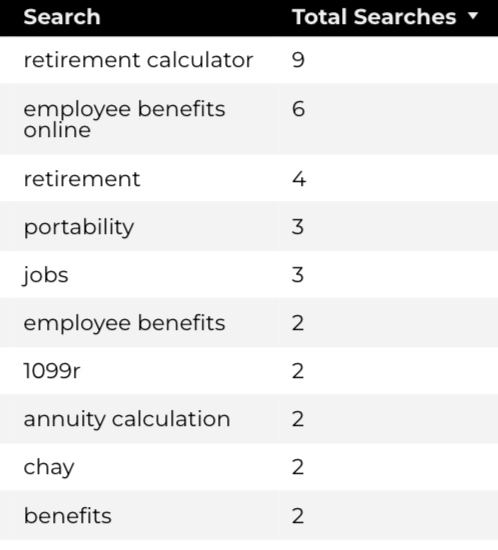 Search Total Searches ▼
retirement calculator 9
employee benefits 6
online
retirement 4
portability 3
jobs 3
employee benefits 2
1099r 2
annuity calculation 2
chay 2
benefits 2